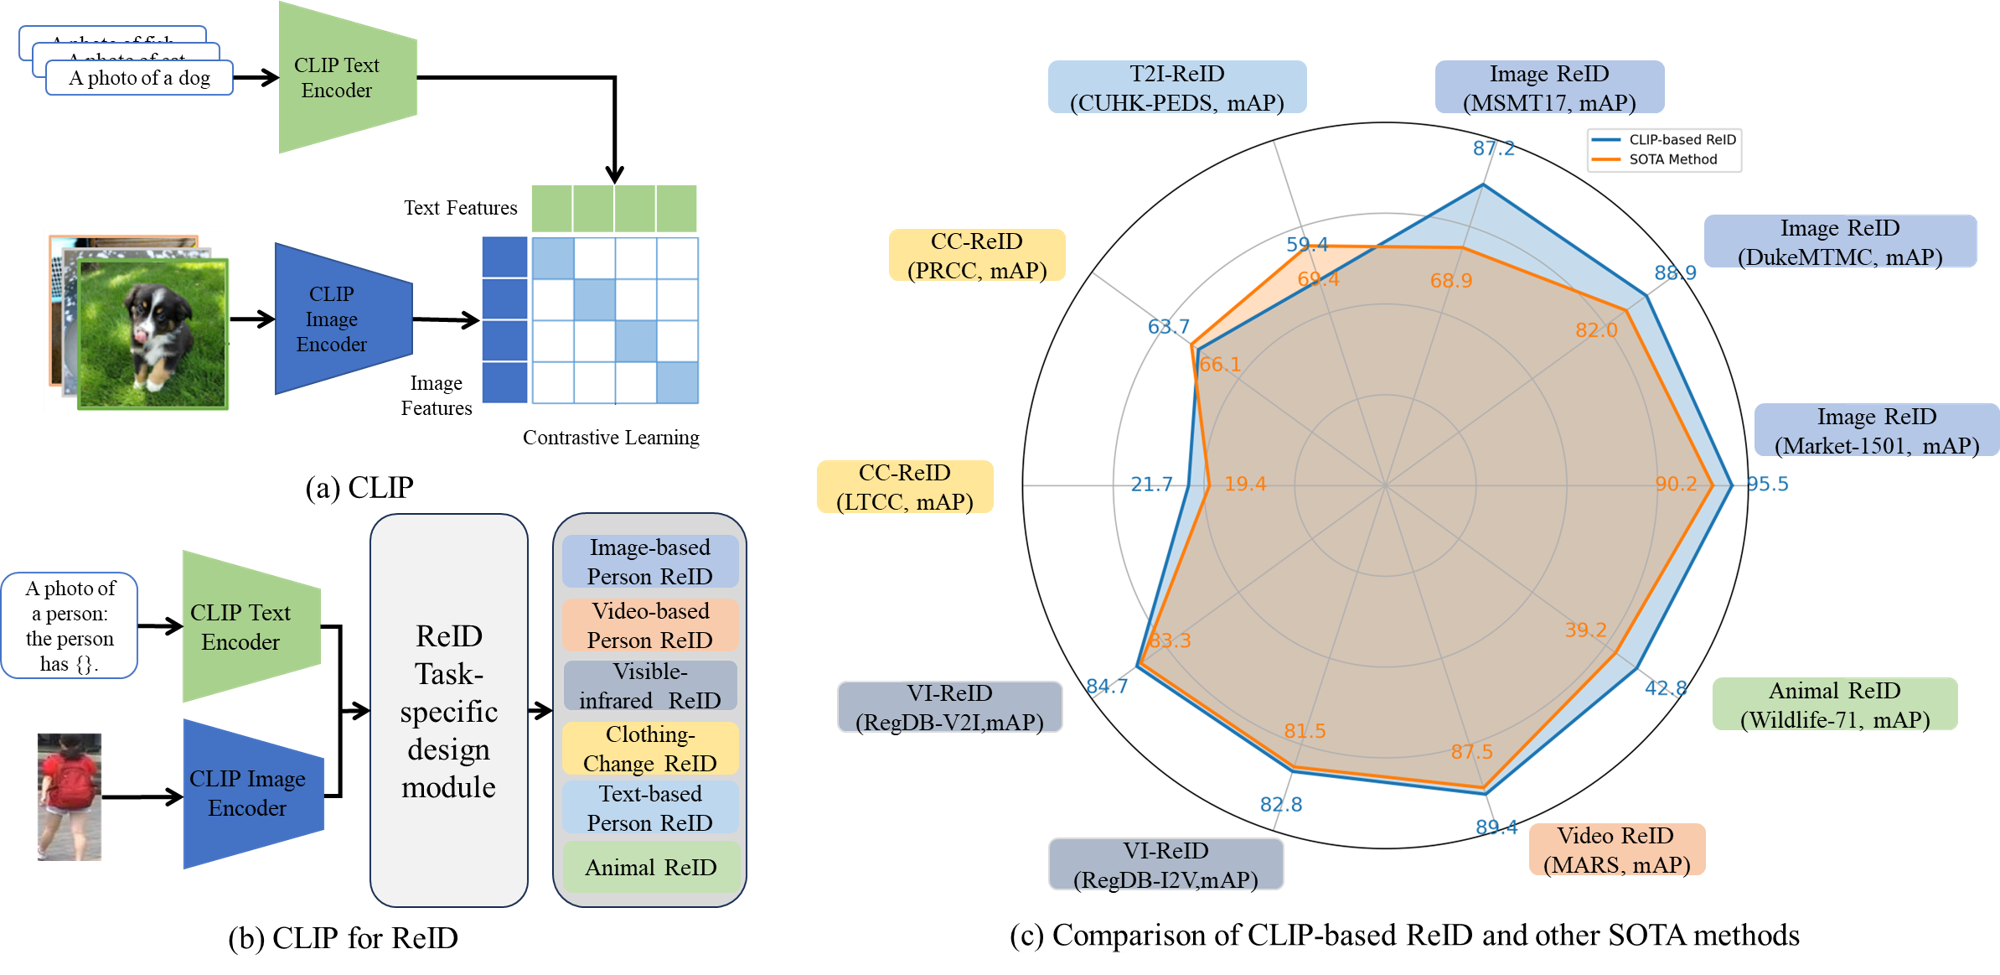 A photo of fish
A photo of cat
A photo of a dog
CLIP Text
Encoder
Text Features
CLIP
Image
Encoder
Image
Features
Contrastive Learning
(a) CLIP
A photo of
a person:
the person
has {}.
CLIP Text
Encoder
CLIP Image
Encoder
ReID
Task-
specific
design
module
Image-based
Person ReID
Video-based
Person ReID
Visible-
infrared ReID
Clothing-
Change ReID
Text-based
Person ReID
Animal ReID
(b) CLIP for ReID
T2I-ReID
(CUHK-PEDS, mAP)
Image ReID
(MSMT17, mAP)
CLIP-based ReID
SOTA Method
87.2
Image ReID
(DukeMTMC, mAP)
CC-ReID
(PRCC, mAP)
59.4
69.4
68.9
88.9
82.0
63.7
66.1
Image ReID
(Market-1501, mAP)
CC-ReID
(LTCC, mAP)
21.7
19.4
90.2
95.5
83.3
39.2
84.7
42.8
VI-ReID
(RegDB-V2I,mAP)
Animal ReID
(Wildlife-71, mAP)
81.5
87.5
82.8
89.4
VI-ReID
(RegDB-I2V,mAP)
Video ReID
(MARS, mAP)
(c) Comparison of CLIP-based ReID and other SOTA methods